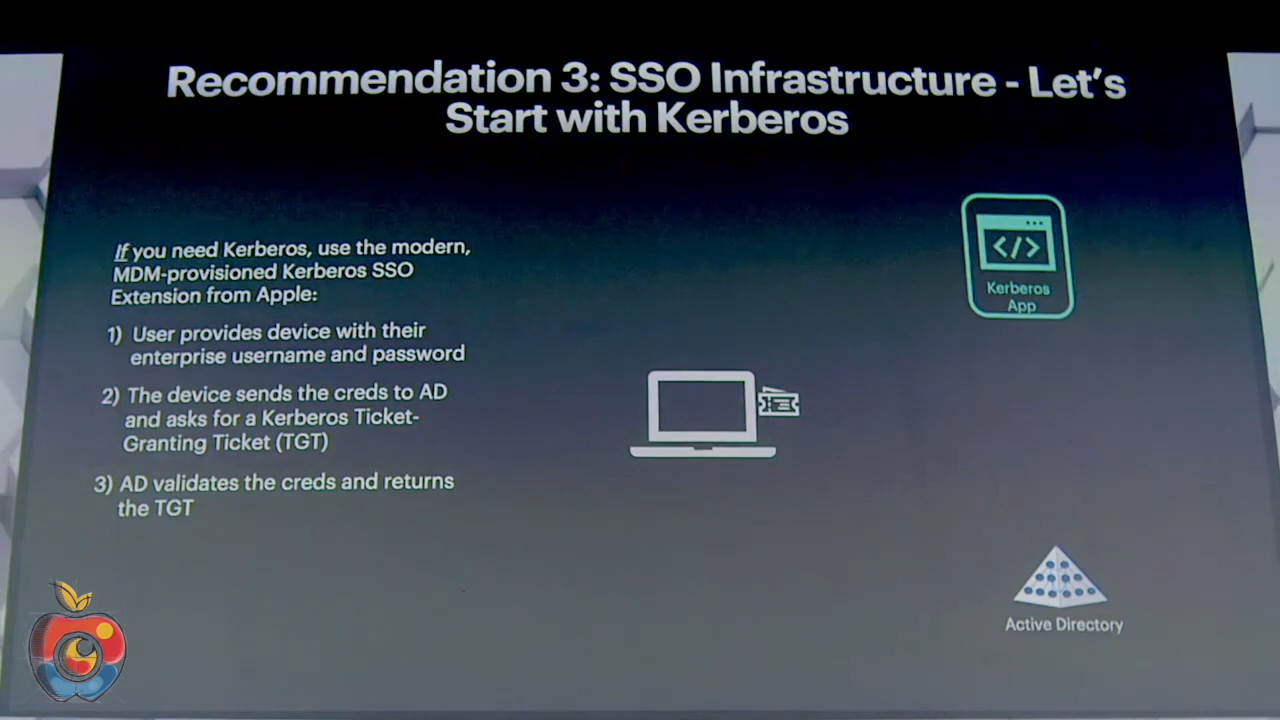 Recommendation 3: SSO Infrastructure - Let's
Start with Kerberos
If you need Kerberos, use the modern,
MDM-provisioned Kerberos SSO
Extension from Apple:
1) User provides device with their
enterprise username and password
2) The device sends the creds to AD
and asks for a Kerberos Ticket-
Granting Ticket (TGT)
3) AD validates the creds and returns
the TGT
</>
Kerberos
App
Active Directory